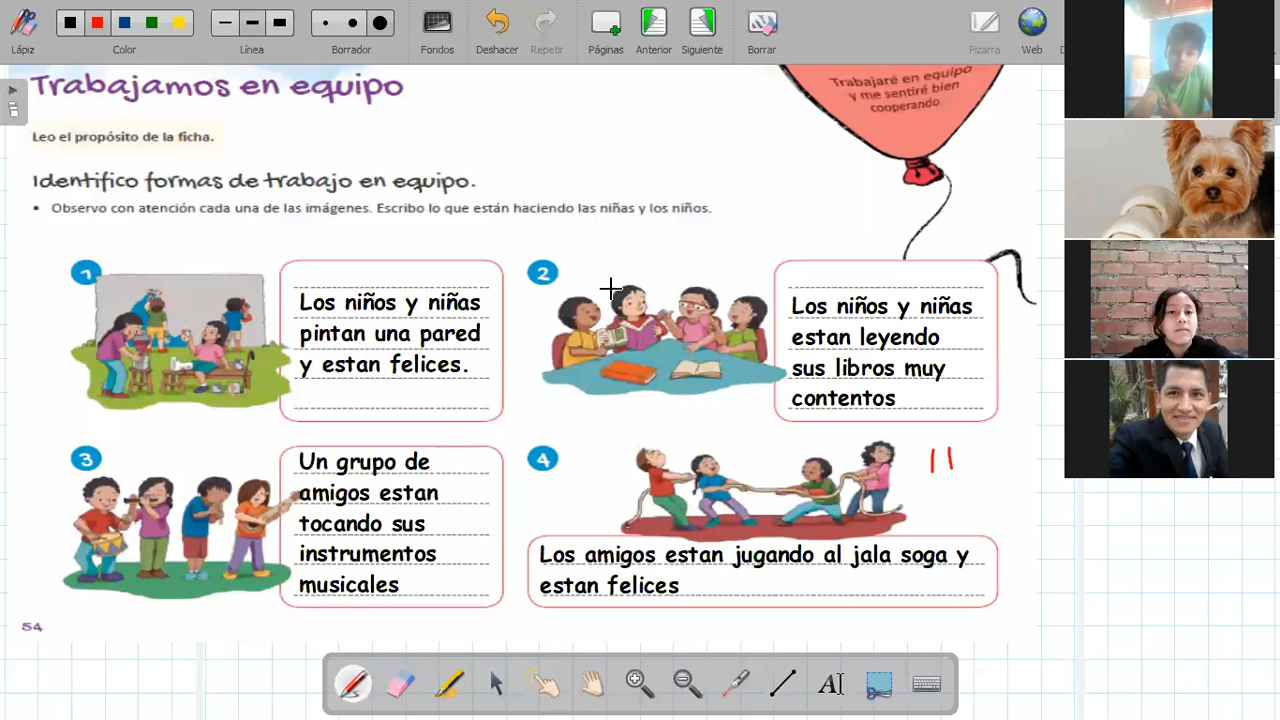 Lápiz
Color
Línea
Borrador
Fondos
Deshacer
Repetir
Páginas
Anterior
Siguiente
Borrar
Pizarra
Web
Trabajamos en equipo
Trabajaré en equipo
y me sentiré bien
cooperando.
Leo el propósito de la ficha.
Identifico formas de trabajo en equipo.
• Observo con atención cada una de las imágenes. Escribo lo que están haciendo las niñas y los niños.
1
Los niños y niñas
pintan una pared
y estan felices.
2
Los niños y niñas
estan leyendo
sus libros muy
contentos
3
Un grupo de
amigos estan
tocando sus
instrumentos
musicales
4
11
Los amigos estan jugando al jala soga y
estan felices
54